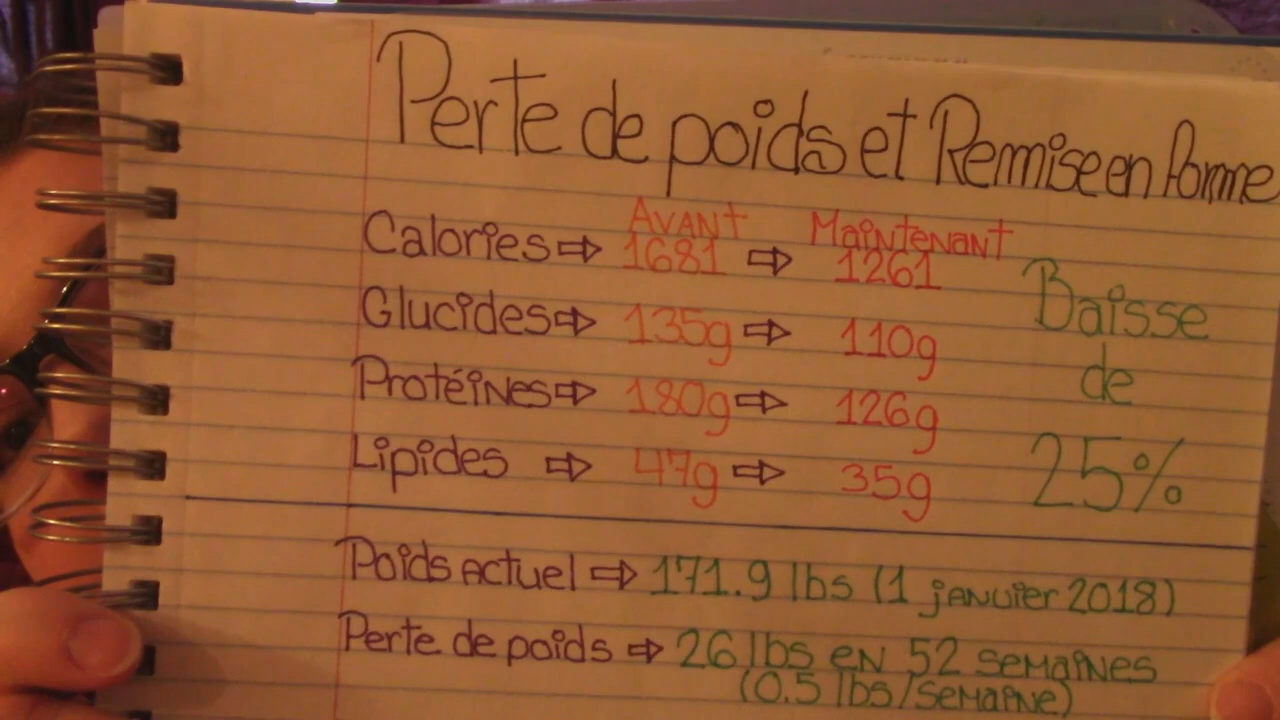 Perte de poids et Remise en forme
Avant Maintenant
Calories ⇨ 1681 ⇨ 1261
Glucides ⇨ 135g ⇨ 110g
Protéines ⇨ 180g ⇨ 126g
Lipides ⇨ 47g ⇨ 35g
Baisse
de
25%
Poids actuel ⇨ 171.9 lbs (1 janvier 2018)
Perte de poids ⇨ 26 lbs en 52 semaines
(0.5 lbs/semaine)